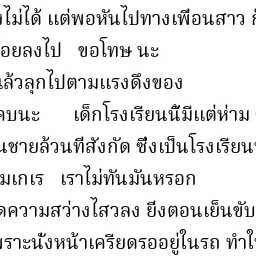 ไม่ได้ แต่พอหันไปทางเพื่อนสาว ก็
อยลงไป ขอโทษ นะ
แล้วลุกไปตามแรงดึงของ
คบนะ เด็กโรงเรียนนี้มีแต่ห่าม
นชายล้วนที่สังกัด ซึ่งเป็นโรงเรียน
มเกเร เราไม่ทันมันหรอก
ดความสว่างไสวลง ยิ่งตอนเย็นขับ
พราะนั่งหน้าเครียดรออยู่ในรถ ทำใ